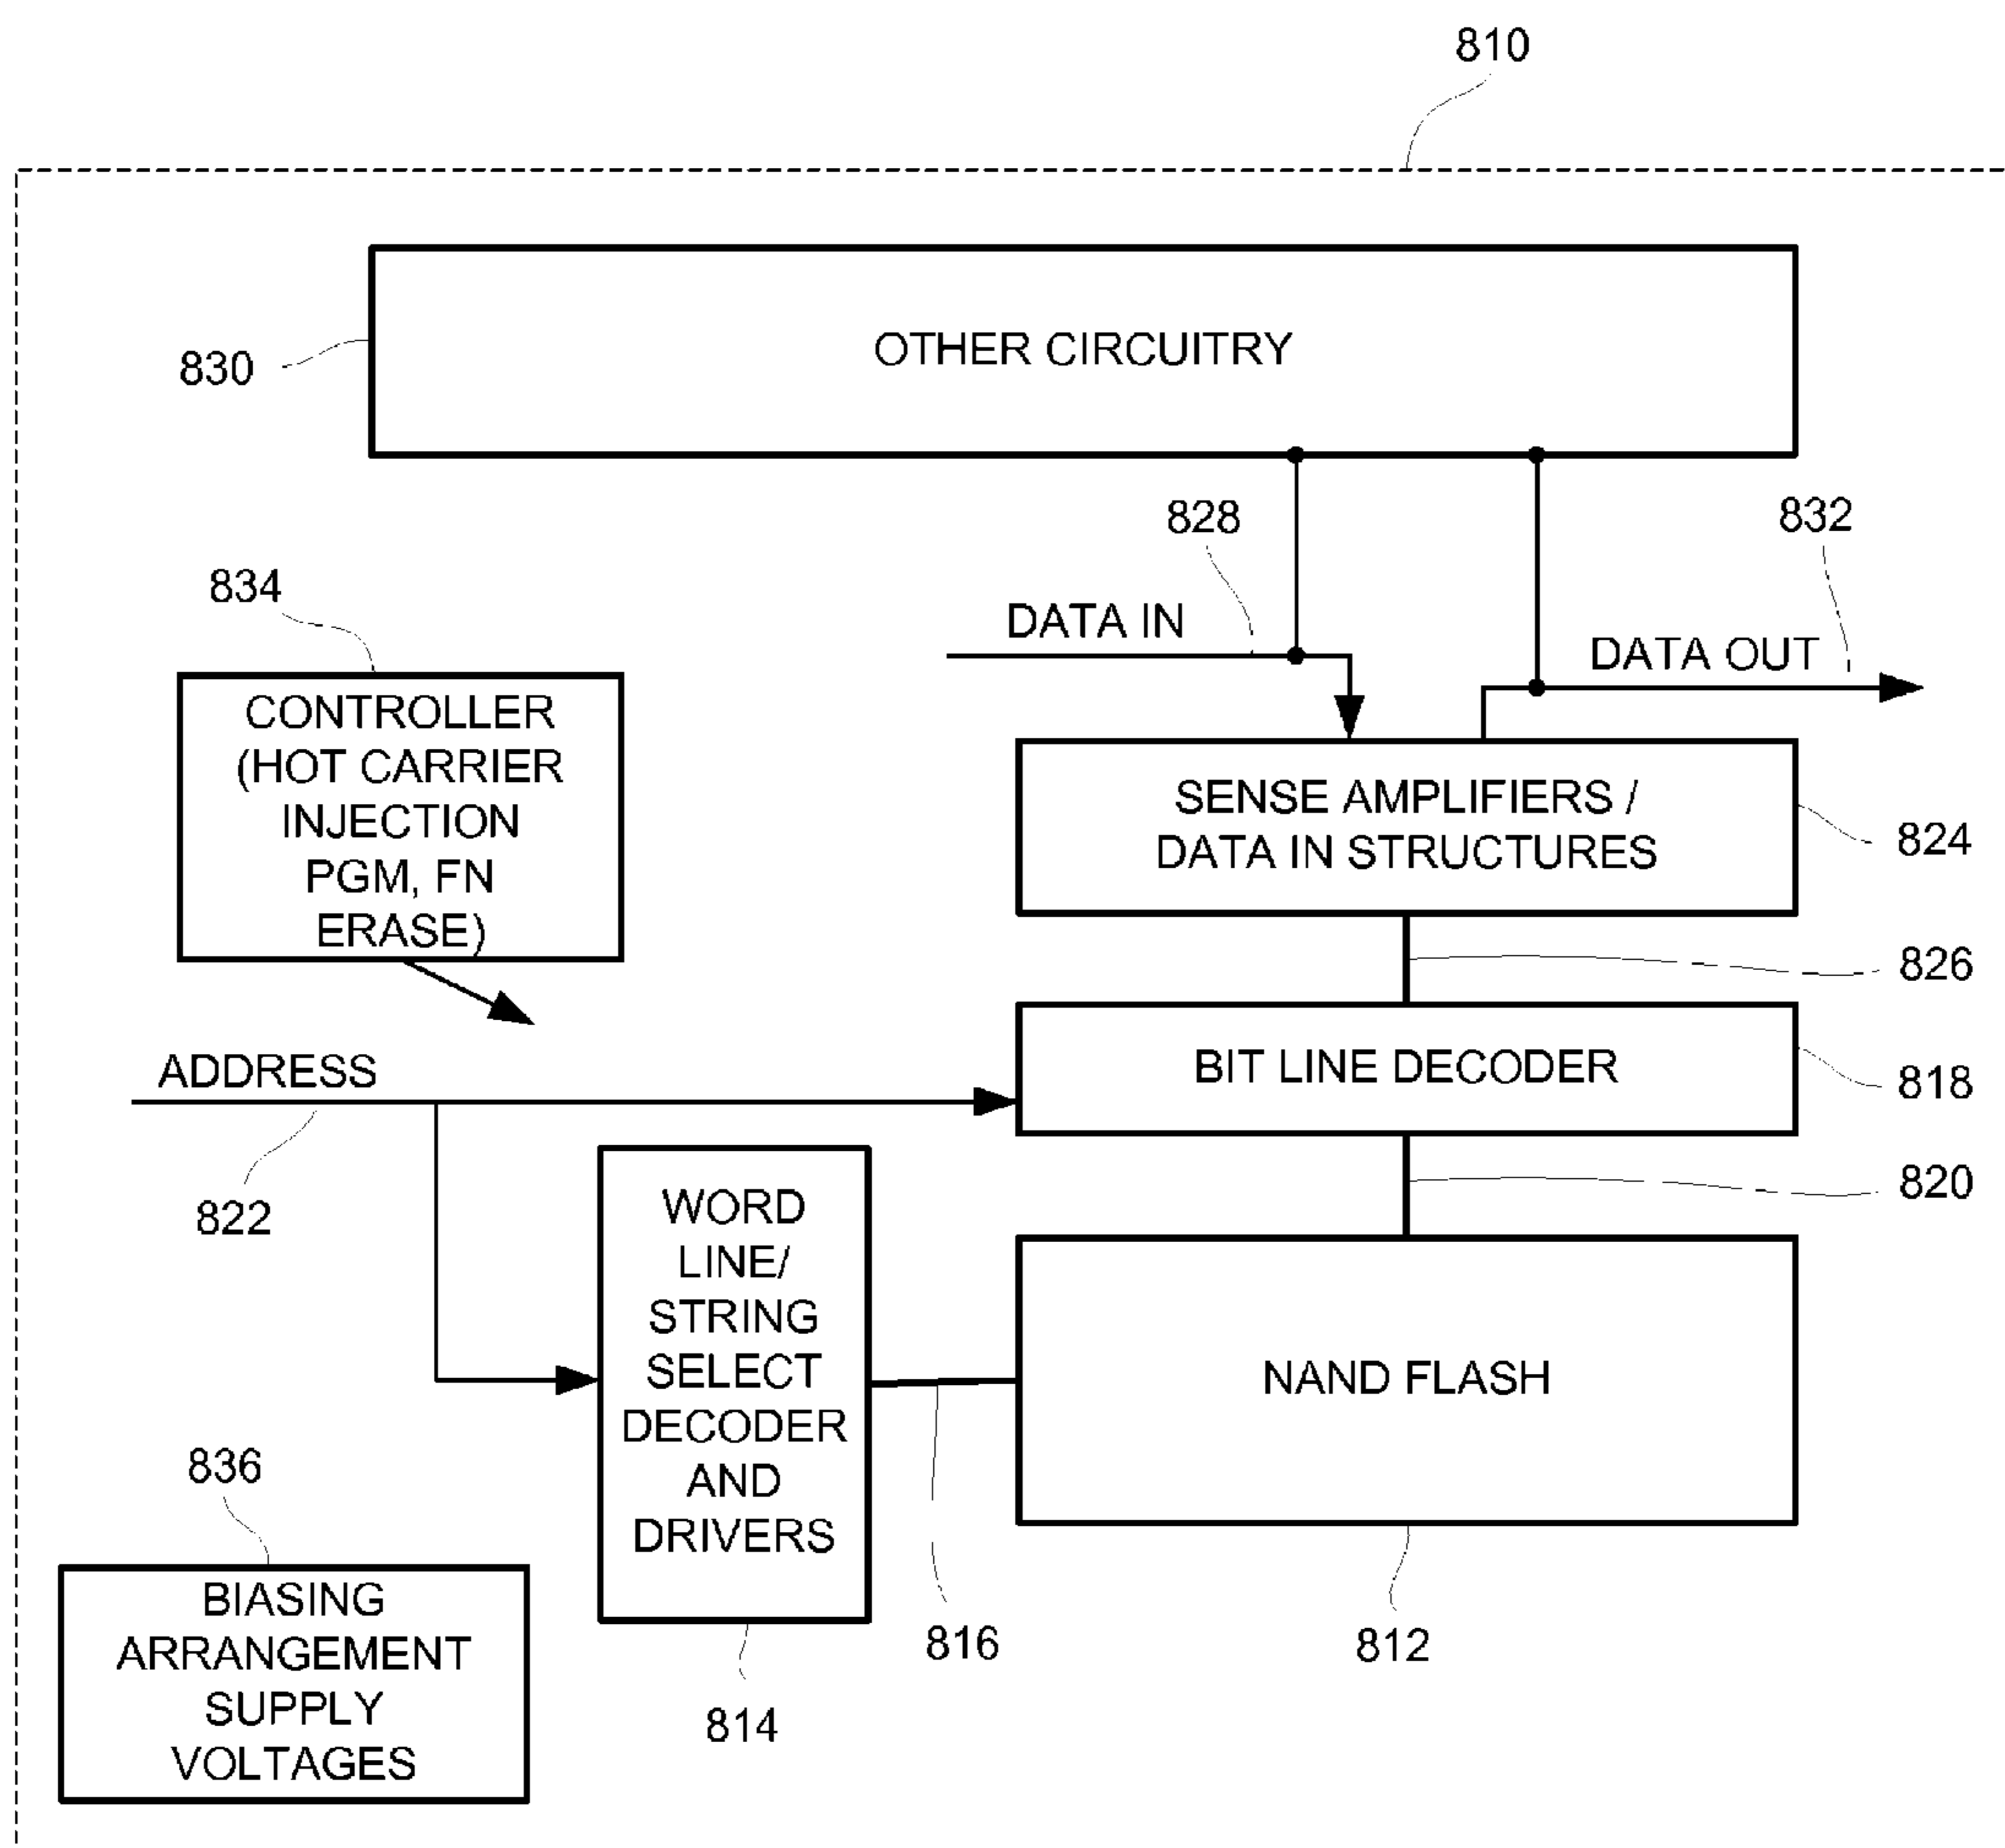 810
OTHER CIRCUITRY
830
828
832
834
DATA IN
DATA OUT
CONTROLLER
(HOT CARRIER
INJECTION
PGM, FN
ERASE)
SENSE AMPLIFIERS /
DATA IN STRUCTURES
824
826
ADDRESS
BIT LINE DECODER
818
822
820
WORD
LINE/
STRING
SELECT
DECODER
AND
DRIVERS
NAND FLASH
836
816
812
BIASING
ARRANGEMENT
SUPPLY
VOLTAGES
814